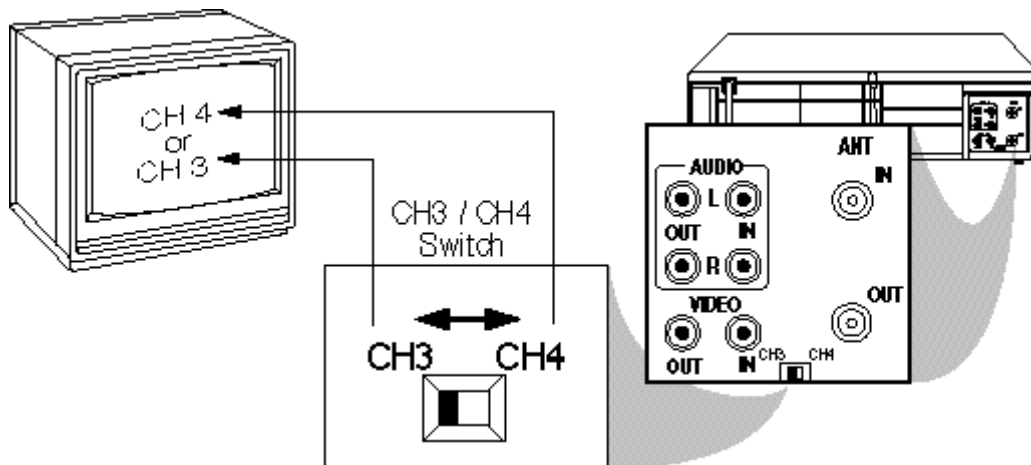 CH 4
or
CH 3
CH3 / CH4
Switch
CH3 CH4
ANT
AUDIO
IN
L
OUT IN
R
OUT
VIDEO
OUT IN
CH3 CH4